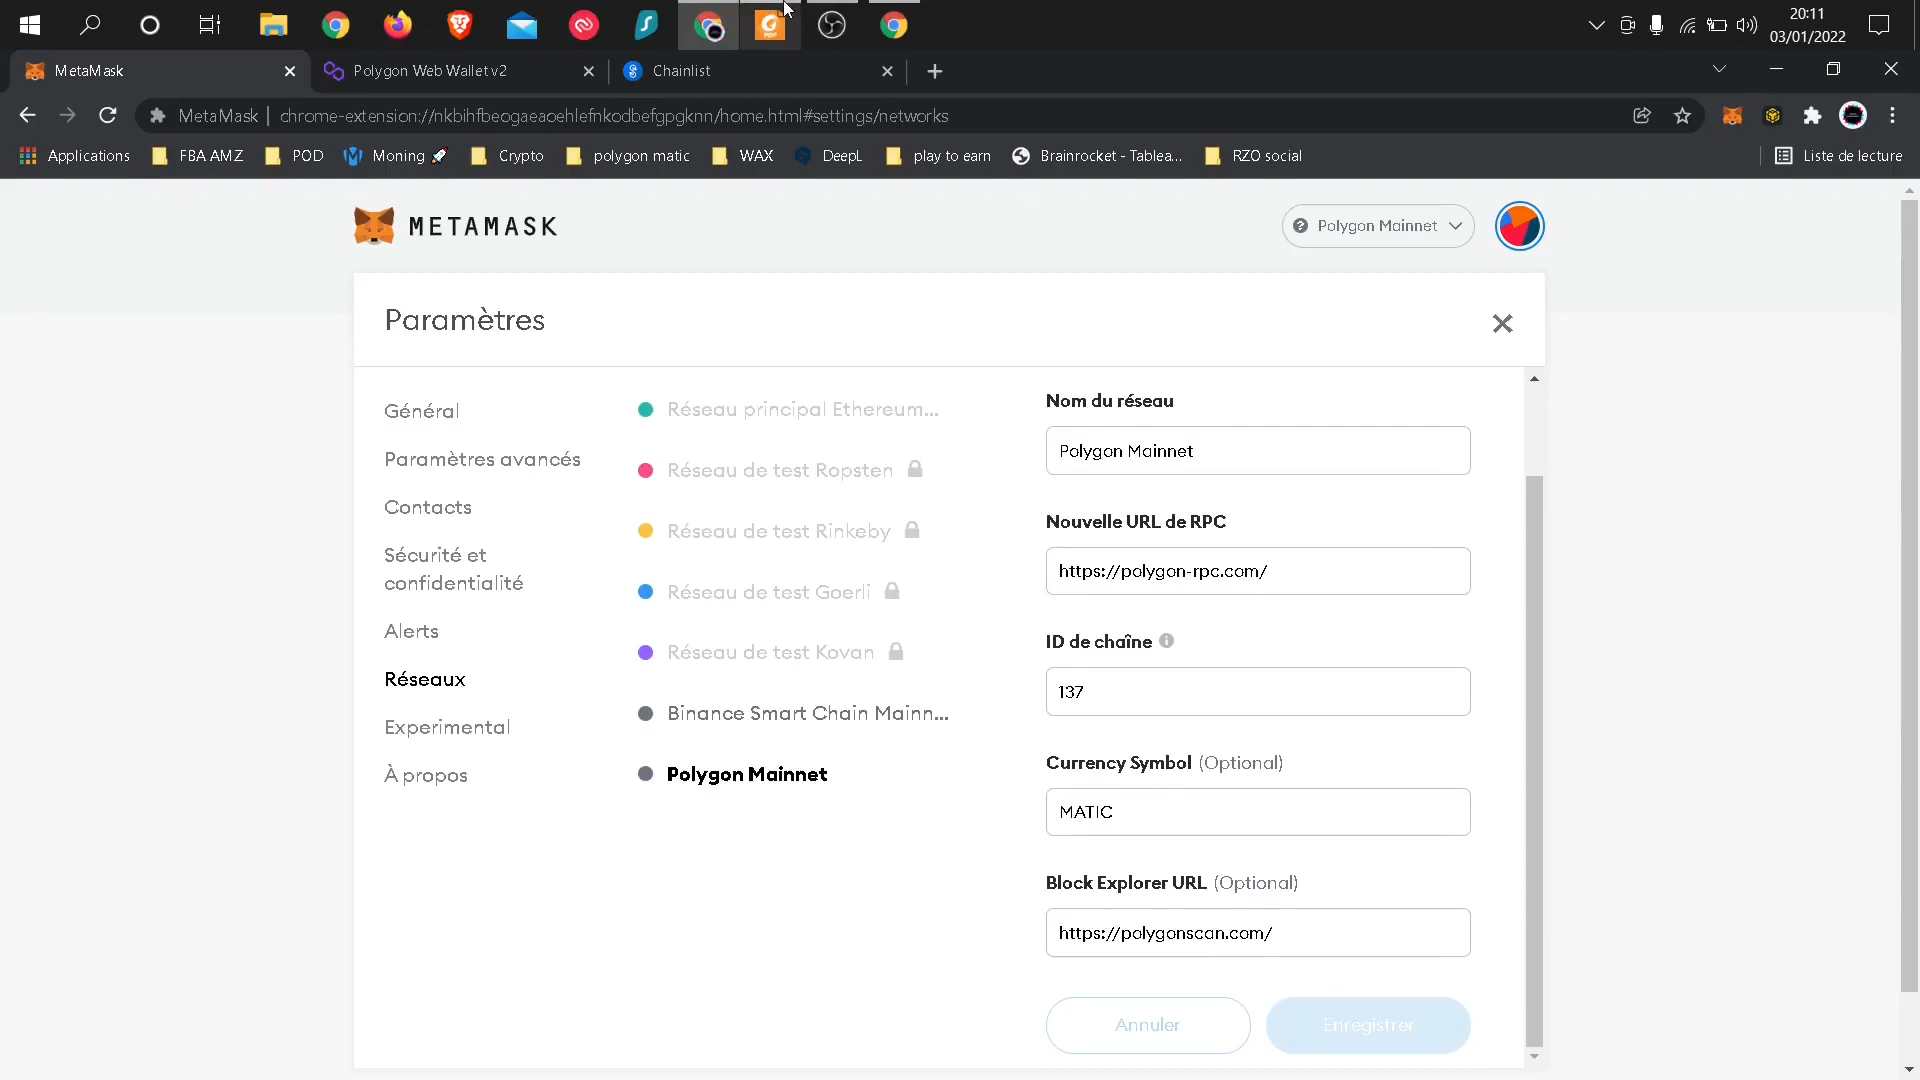 20:11
03/01/2022
MetaMask
Polygon Web Wallet v2
Chainlist
MetaMask | chrome-extension://nkbihfbeogaeaoehlefnkodbefgpgknn/home.html#settings/networks
Applications
FBA AMZ
POD
Moning
Crypto
polygon matic
WAX
DeepL
play to earn
Brainrocket - Tablea...
RZO social
Liste de lecture
METAMASK
Polygon Mainnet
Paramètres
Général
Paramètres avancés
Contacts
Sécurité et
confidentialité
Alerts
Réseaux
Experimental
À propos
Réseau principal Ethereum...
Réseau de test Ropsten
Réseau de test Rinkeby
Réseau de test Goerli
Réseau de test Kovan
Binance Smart Chain Mainn...
Polygon Mainnet
Nom du réseau
Polygon Mainnet
Nouvelle URL de RPC
https://polygon-rpc.com/
ID de chaîne
137
Currency Symbol (Optional)
MATIC
Block Explorer URL (Optional)
https://polygonscan.com/
Annuler
Enregistrer